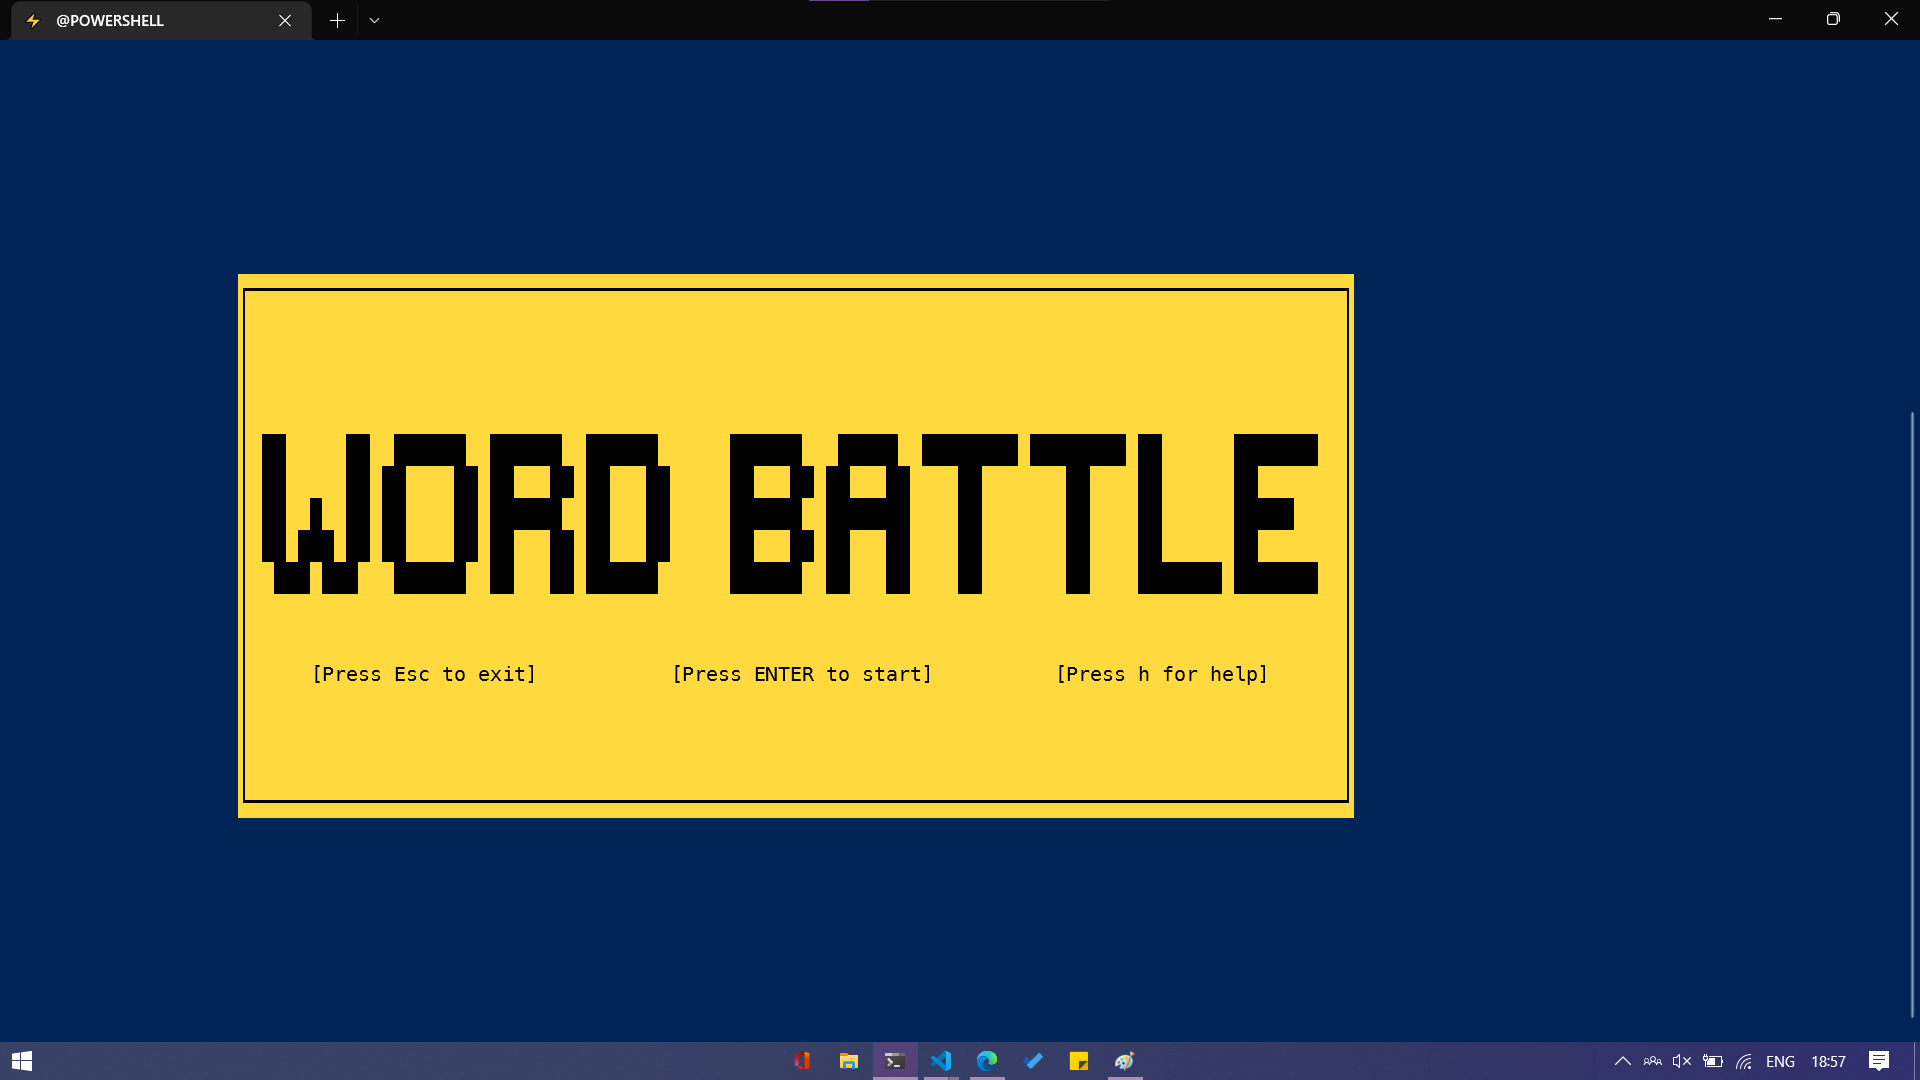 @POWERSHELL
WORD BATTLE
[Press Esc to exit] [Press ENTER to start] [Press h for help]
ENG 18:57